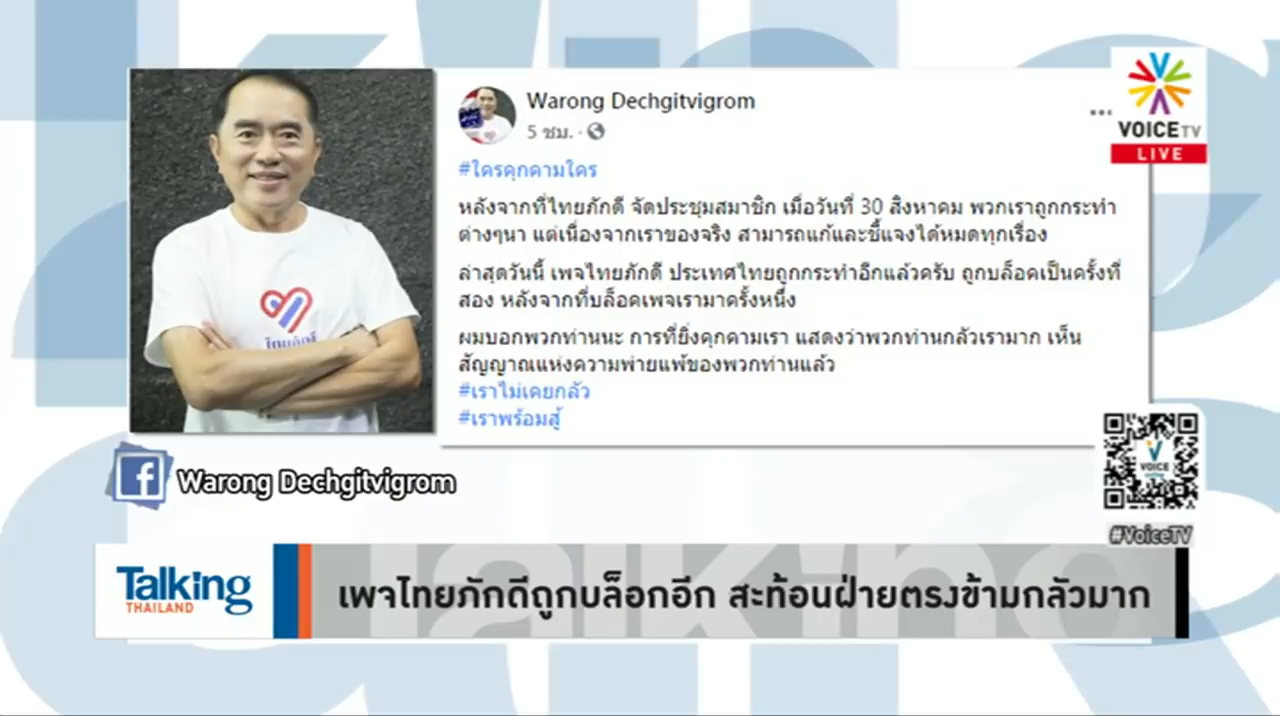 Warong Dechgitvigrom
5 ชม.
VOICE TV
LIVE
#ใครคุกคามใคร
หลังจากที่ไทยภักดี จัดประชุมสมาชิก เมื่อวันที่ 30 สิงหาคม พวกเราถูกกระทำ
ต่างๆนา แต่เนื่องจากเราของจริง สามารถแก้และชี้แจงได้หมดทุกเรื่อง
ล่าสุดวันนี้ เพจไทยภักดี ประเทศไทยถูกกระทำอีกแล้วครับ ถูกบล็อคเป็นครั้งที่
สอง หลังจากที่บล็อคเพจเรามาครั้งหนึ่ง
ผมบอกพวกท่านนะ การที่ยิ่งคุกคามเรา แสดงว่าพวกท่านกลัวเรามาก เห็น
สัญญาณแห่งความพ่ายแพ้ของพวกท่านแล้ว
#เราไม่เคยกลัว
#เราพร้อมสู้
ไทยภักดี
f Warong Dechgitvigrom
VOICE
#VoiceTV
Talking
THAILAND
เพจไทยภักดีถูกบล็อกอีก สะท้อนฝ่ายตรงข้ามกลัวมาก